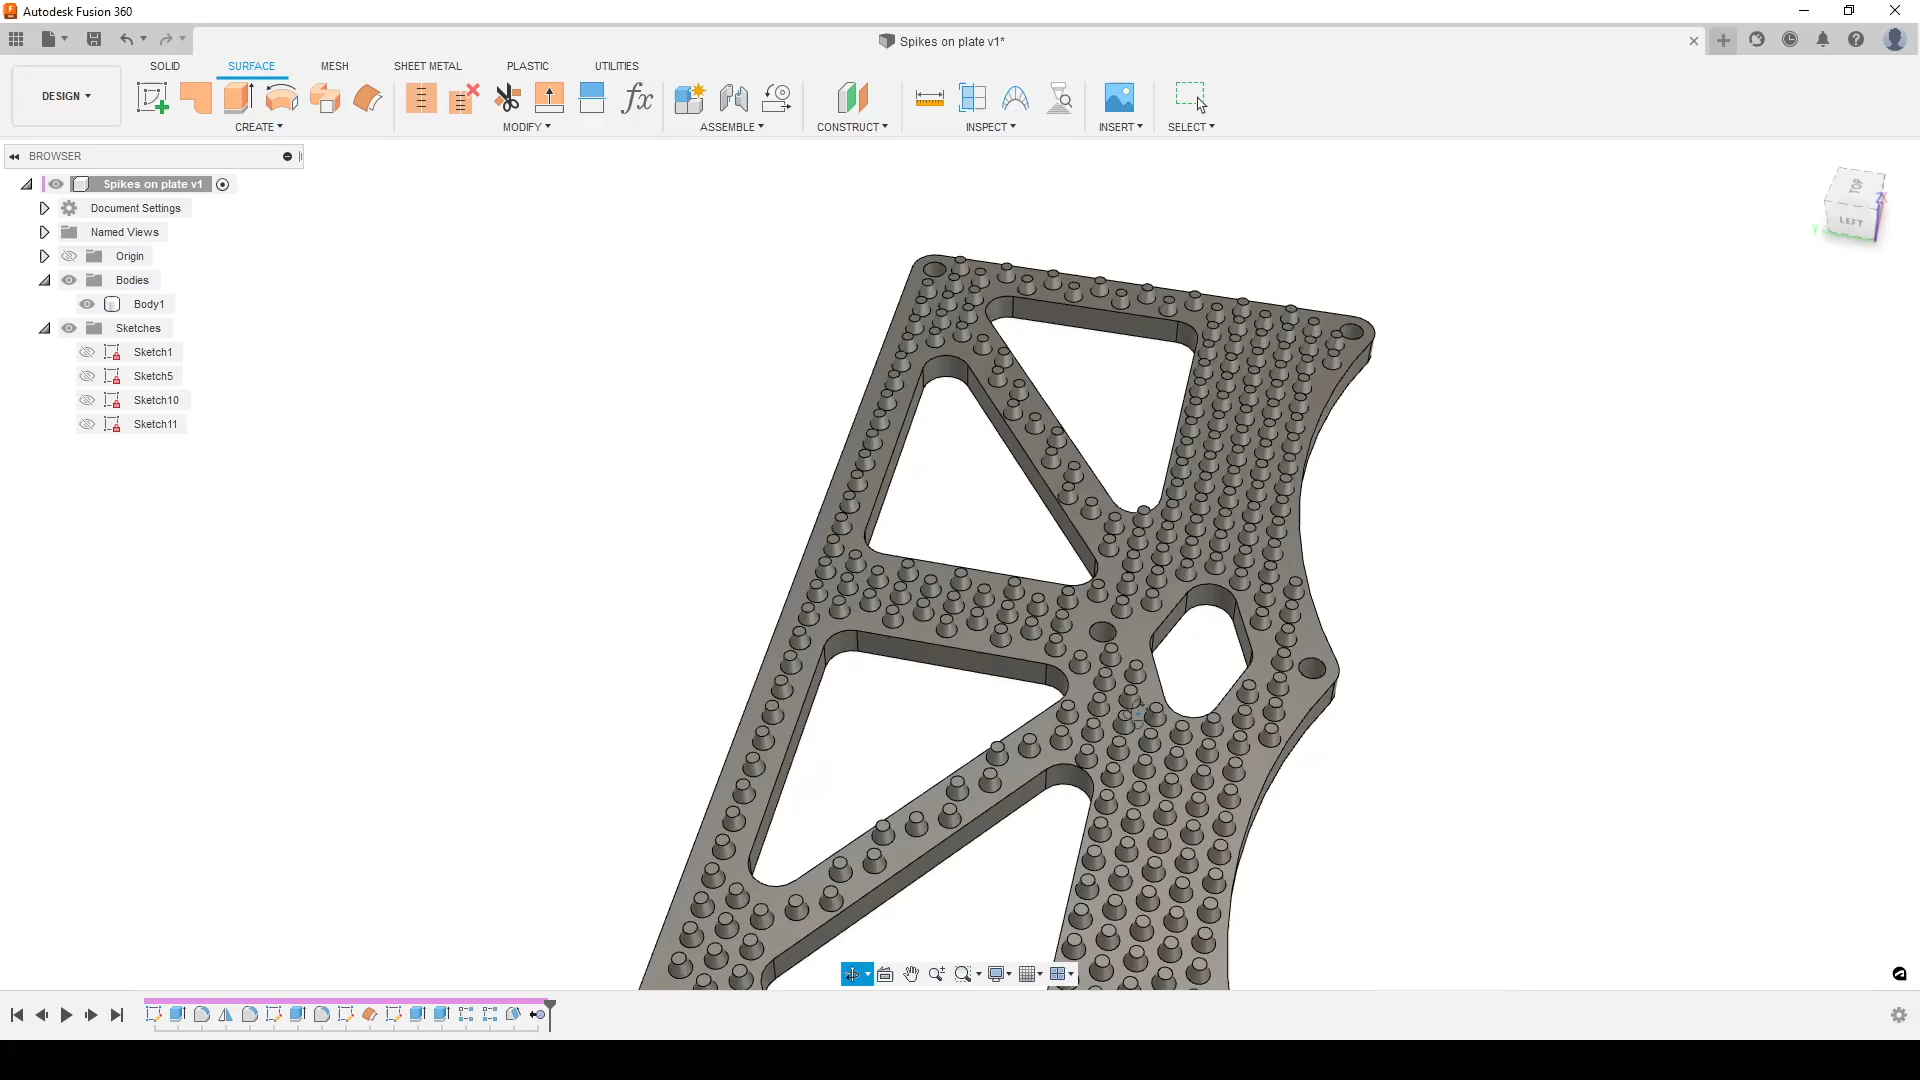 Autodesk Fusion 360
Spikes on plate v1*
SOLID SURFACE MESH SHEET METAL PLASTIC UTILITIES
DESIGN
CREATE MODIFY ASSEMBLE CONSTRUCT INSPECT INSERT SELECT
BROWSER
Spikes on plate v1
Document Settings
Named Views
Origin
Bodies
Body1
Sketches
Sketch1
Sketch5
Sketch10
Sketch11
TOP
LEFT
Z
X
Y